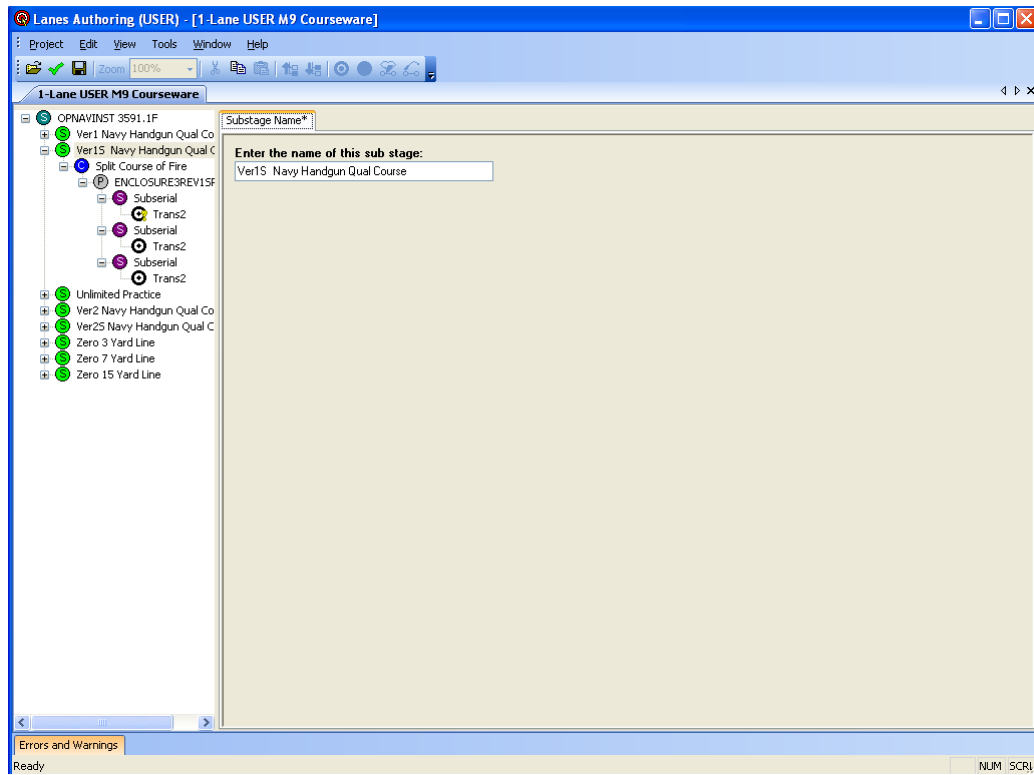 Lanes Authoring (USER) - [1-Lane USER M9 Courseware]
Project Edit View Tools Window Help
Zoom 100%
1-Lane USER M9 Courseware
S OPNAVINST 3591.1F
S Ver1 Navy Handgun Qual Co
S Ver1S Navy Handgun Qual C
C Split Course of Fire
P ENCLOSURE3REV1SF
S Subserial
Trans2
S Subserial
Trans2
S Subserial
Trans2
S Unlimited Practice
S Ver2 Navy Handgun Qual Co
S Ver2S Navy Handgun Qual C
S Zero 3 Yard Line
S Zero 7 Yard Line
S Zero 15 Yard Line
Substage Name*
Enter the name of this sub stage:
Ver1S  Navy Handgun Qual Course
Errors and Warnings
Ready
NUM SCRL